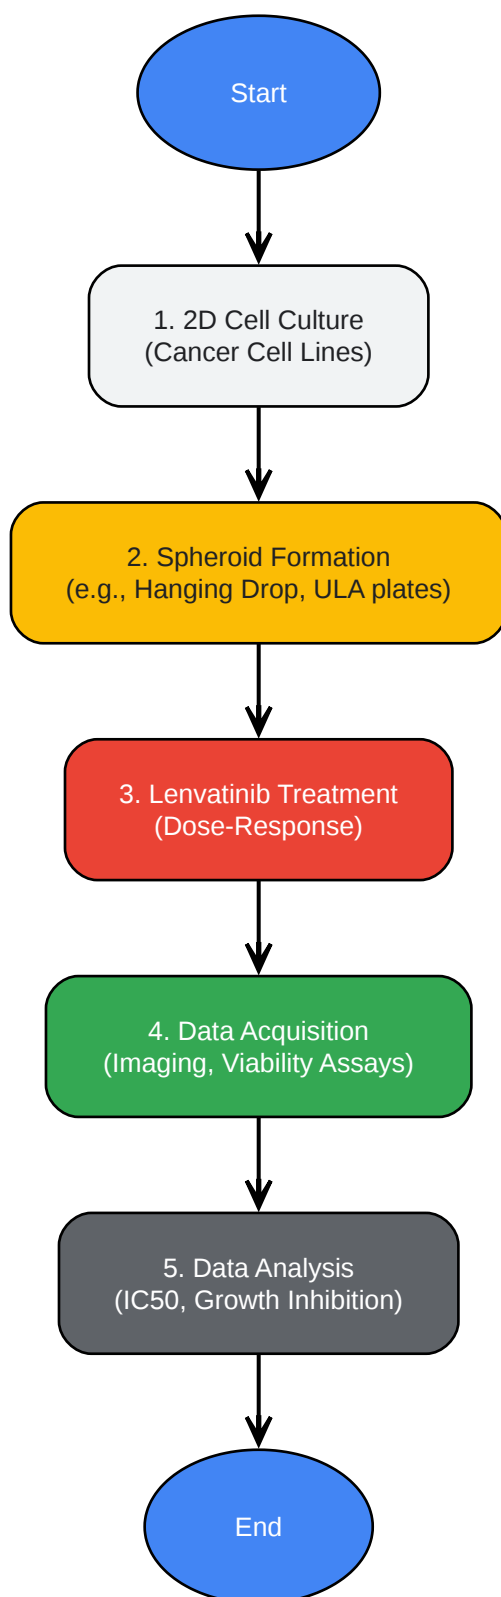 Start
1. 2D Cell Culture
(Cancer Cell Lines)
2. Spheroid Formation
(e.g., Hanging Drop, ULA plates)
3. Lenvatinib Treatment
(Dose-Response)
4. Data Acquisition
(Imaging, Viability Assays)
5. Data Analysis
(IC50, Growth Inhibition)
End